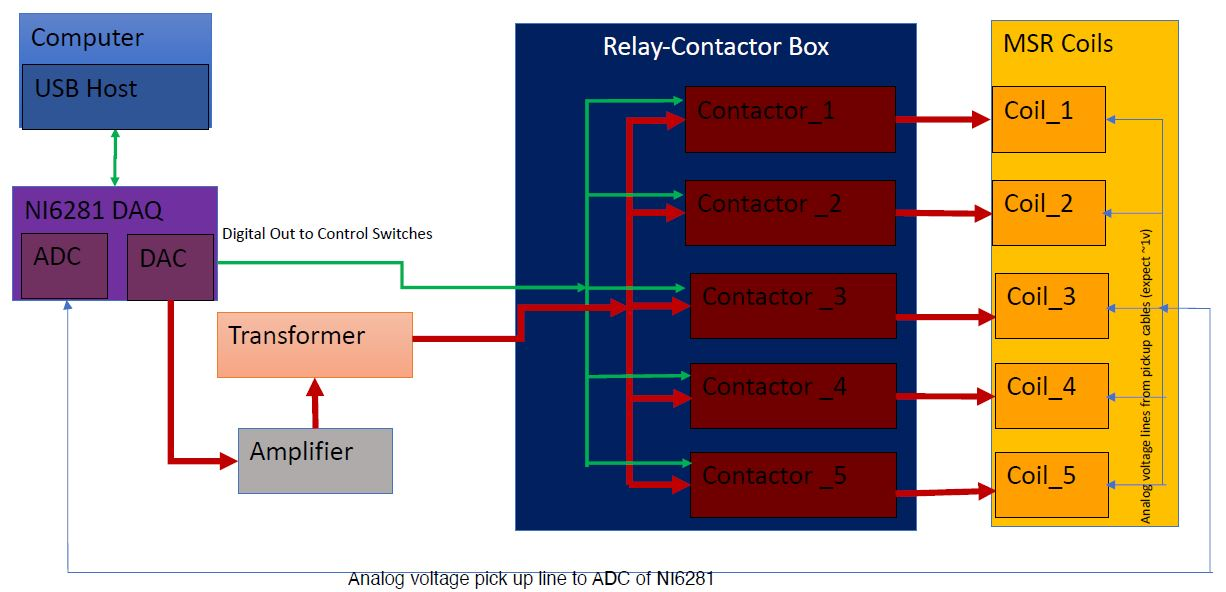 Computer
USB Host
NI6281 DAQ
ADC
DAC
Digital Out to Control Switches
Transformer
Amplifier
Relay-Contactor Box
Contactor_1
Contactor _2
Contactor _3
Contactor _4
Contactor _5
MSR Coils
Coil_1
Coil_2
Coil_3
Coil_4
Coil_5
Analog voltage lines from pickup cables (expect ~1v)
Analog voltage pick up line to ADC of NI6281